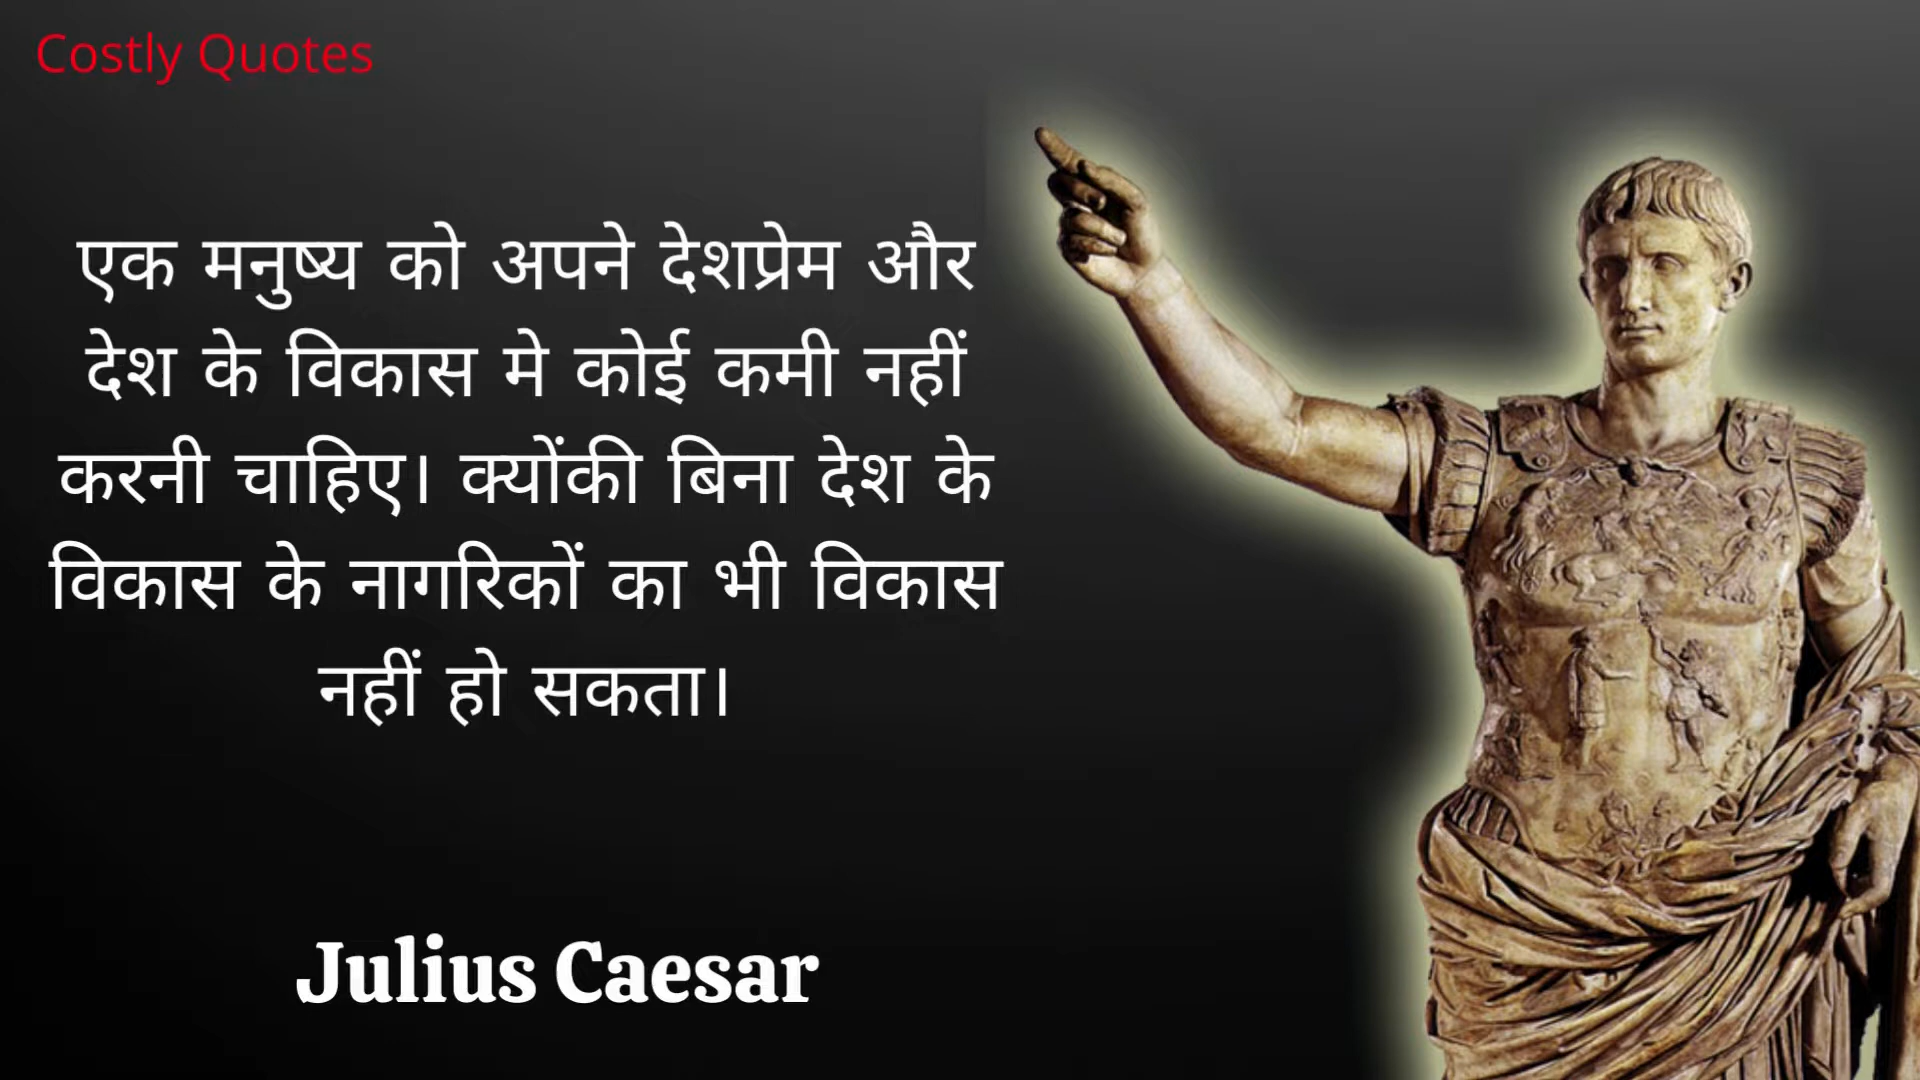 Costly Quotes
एक मनुष्य को अपने देशप्रेम और
देश के विकास मे कोई कमी नहीं
करनी चाहिए। क्योंकी बिना देश के
विकास के नागरिकों का भी विकास
नहीं हो सकता।
Julius Caesar